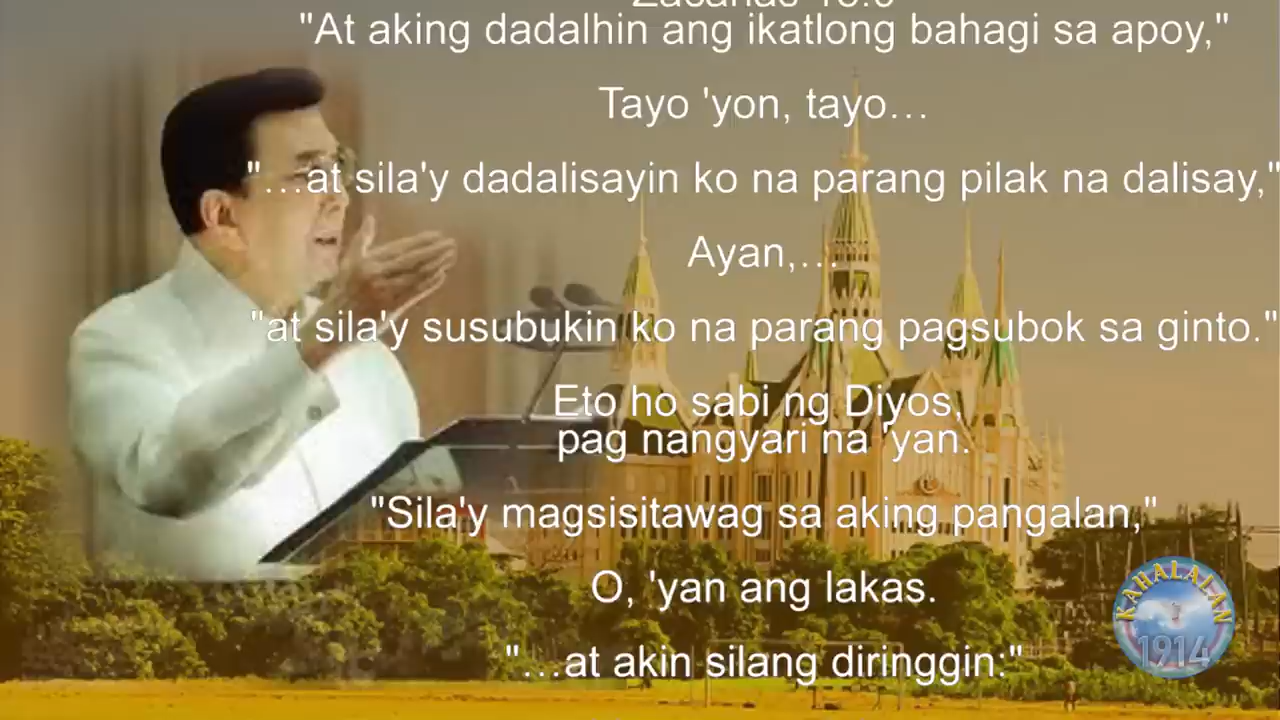 "At aking dadalhin ang ikatlong bahagi sa apoy,"
Tayo 'yon, tayo…
"…at sila'y dadalisayin ko na parang pilak na dalisay,"
Ayan,…
"at sila'y susubukin ko na parang pagsubok sa ginto."
Eto ho sabi ng Diyos,
pag nangyari na 'yan.
"Sila'y magsisitawag sa aking pangalan,"
O, 'yan ang lakas.
"…at akin silang diringgin:"
KAHALALAN
1914